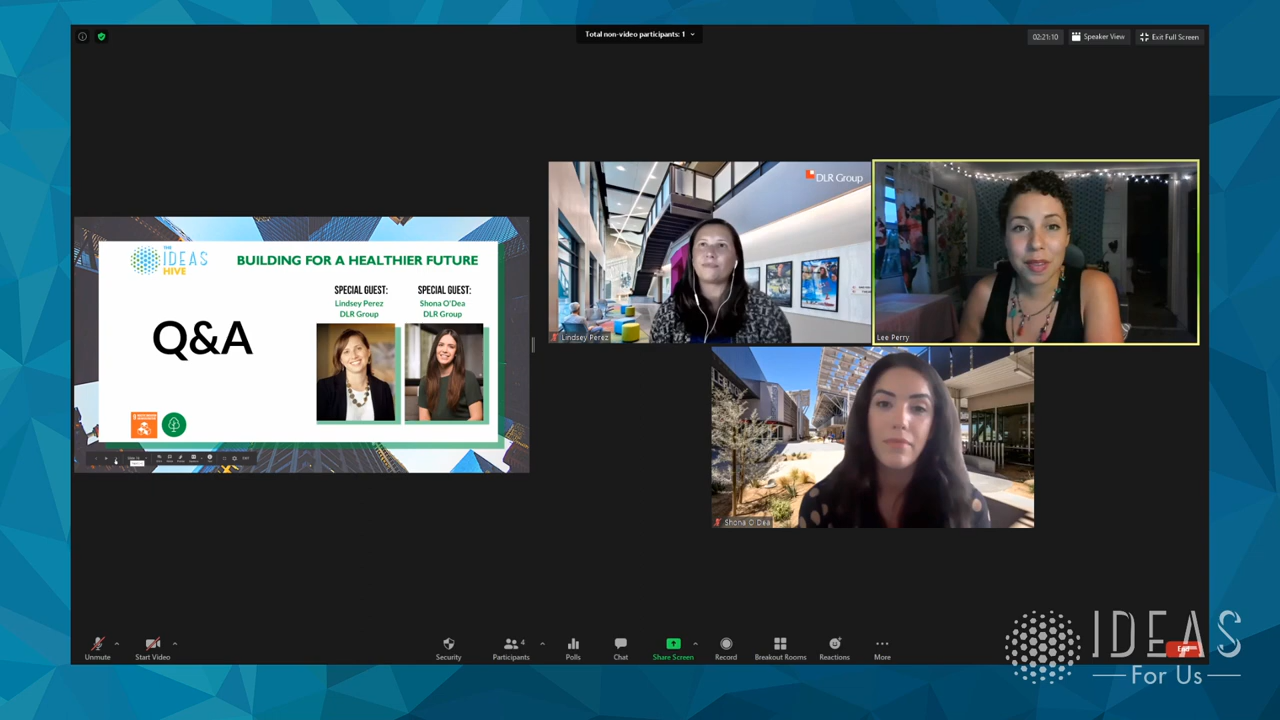 Total non-video participants: 1
02:21:10
Speaker View
Exit Full Screen
THE
IDEAS
HIVE
BUILDING FOR A HEALTHIER FUTURE
SPECIAL GUEST:
Lindsey Perez
DLR Group
SPECIAL GUEST:
Shona O'Dea
DLR Group
Q&A
DLR Group
Lindsey Perez
Lee Perry
Shona O Dea
Unmute
Start Video
Security
Participants
4
Polls
Chat
Share Screen
Record
Breakout Rooms
Reactions
More
End
IDEAS
For Us